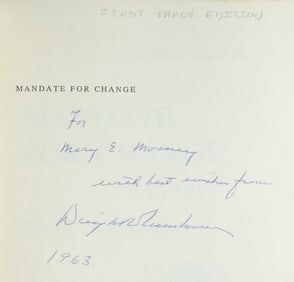 FIRST TRADE EDITION
MANDATE FOR CHANGE
For
Mary E. Mooney
with best wishes from
Dwight D Eisenhower
1963.